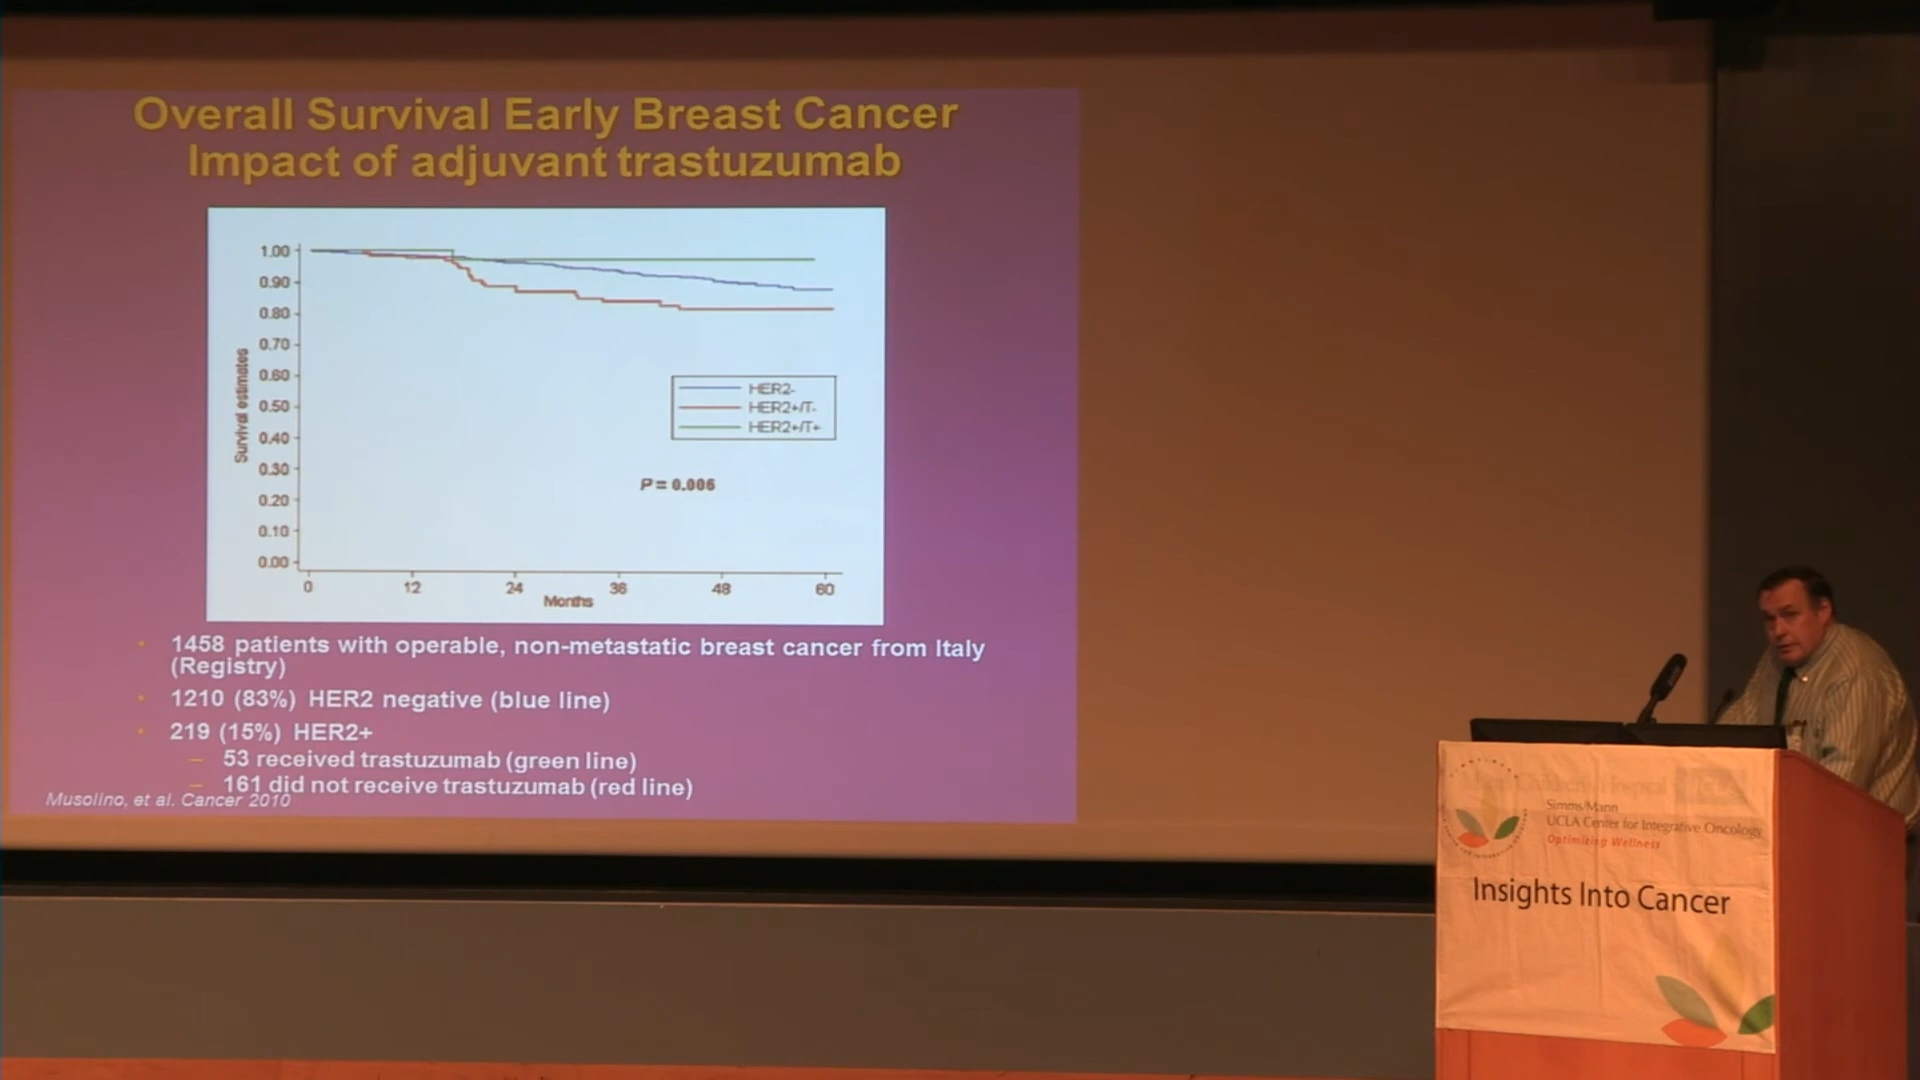 Overall Survival Early Breast Cancer
Impact of adjuvant trastuzumab
1.00
0.90
0.80
0.70
0.60
0.50
0.40
0.30
0.20
0.10
0.00
Survival estimates
HER2-
HER2+/T-
HER2+/T+
P = 0.006
0 12 24 36 48 60
Months
• 1458 patients with operable, non-metastatic breast cancer from Italy
(Registry)
• 1210 (83%) HER2 negative (blue line)
• 219 (15%) HER2+
– 53 received trastuzumab (green line)
– 161 did not receive trastuzumab (red line)
Musolino, et al. Cancer 2010
Simms/Mann
UCLA Center for Integrative Oncology
Optimizing Wellness
Insights Into Cancer